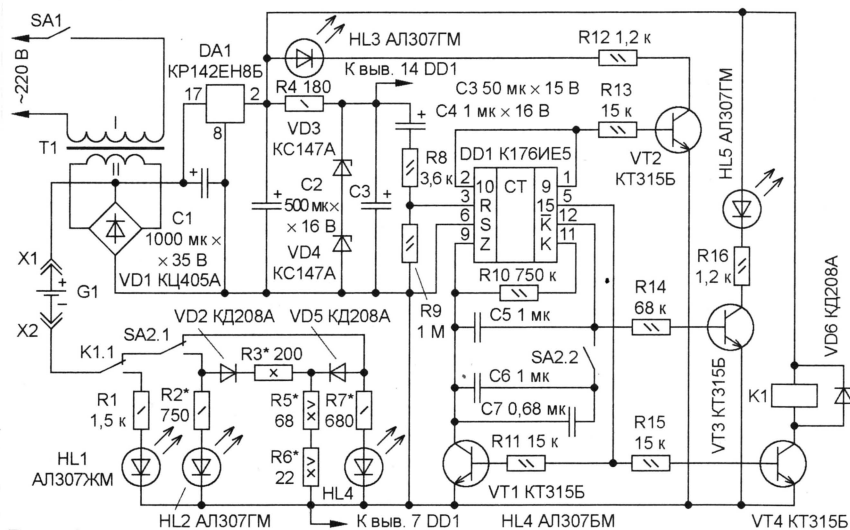 SA1
~220 В
DA1
КР142ЕН8Б
17
2
8
HL3 АЛ307ГМ
К выв. 14 DD1
R4 180
R12 1,2 к
С3 50 мк × 15 В
С4 1 мк × 16 В
R13
15 к
VT2
КТ315Б
HL5 АЛ307ГМ
T1
I
II
VD3
КС147А
C2
500 мк ×
× 16 В
VD4
КС147А
C3
R8
3,6 к
DD1 К176ИЕ5
2
3
6
9
10
R
S
Z
CT
9
15
K
K
1
5
12
11
C1
1000 мк ×
× 35 В
VD1 КЦ405А
X1
+
G1
−
X2
R9
1 М
R10 750 к
R14
68 к
R16
1,2 к
VD6 КД208А
VD2 КД208А
VD5 КД208А
SA2.1
K1.1
C5 1 мк
SA2.2
C6 1 мк
C7 0,68 мк
VT3 КТ315Б
K1
R3* 200
R1
1,5 к
R2*
750
R5*
68
R7*
680
R6*
22
R11 15 к
R15
15 к
HL1
АЛ307ЖМ
HL2 АЛ307ГМ
HL4
К выв. 7 DD1
VT1 КТ315Б
HL4 АЛ307БМ
VT4 КТ315Б